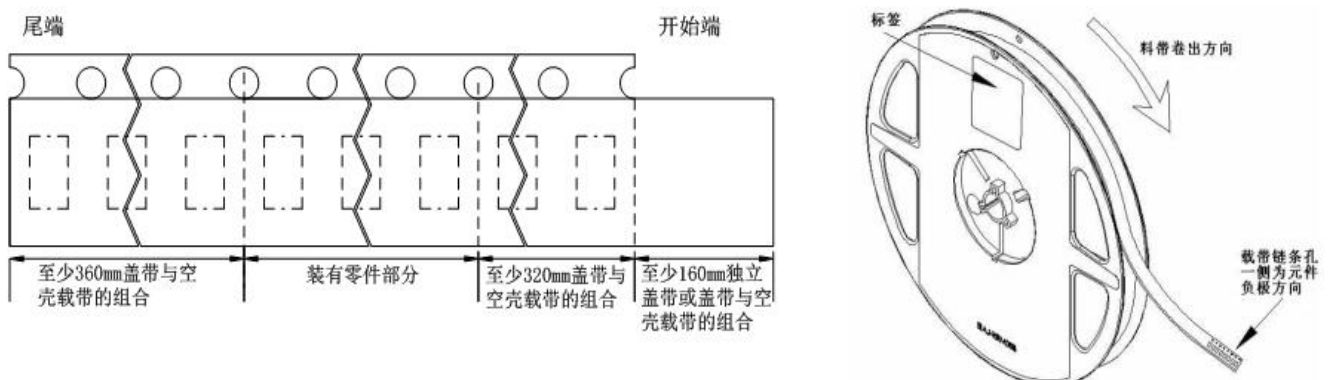 尾端
开始端
至少360mm盖带与空
壳载带的组合
装有零件部分
至少320mm盖带与
空壳载带的组合
至少160mm独立
盖带或盖带与空
壳载带的组合
标签
料带卷出方向
载带链条孔
一侧为元件
负极方向